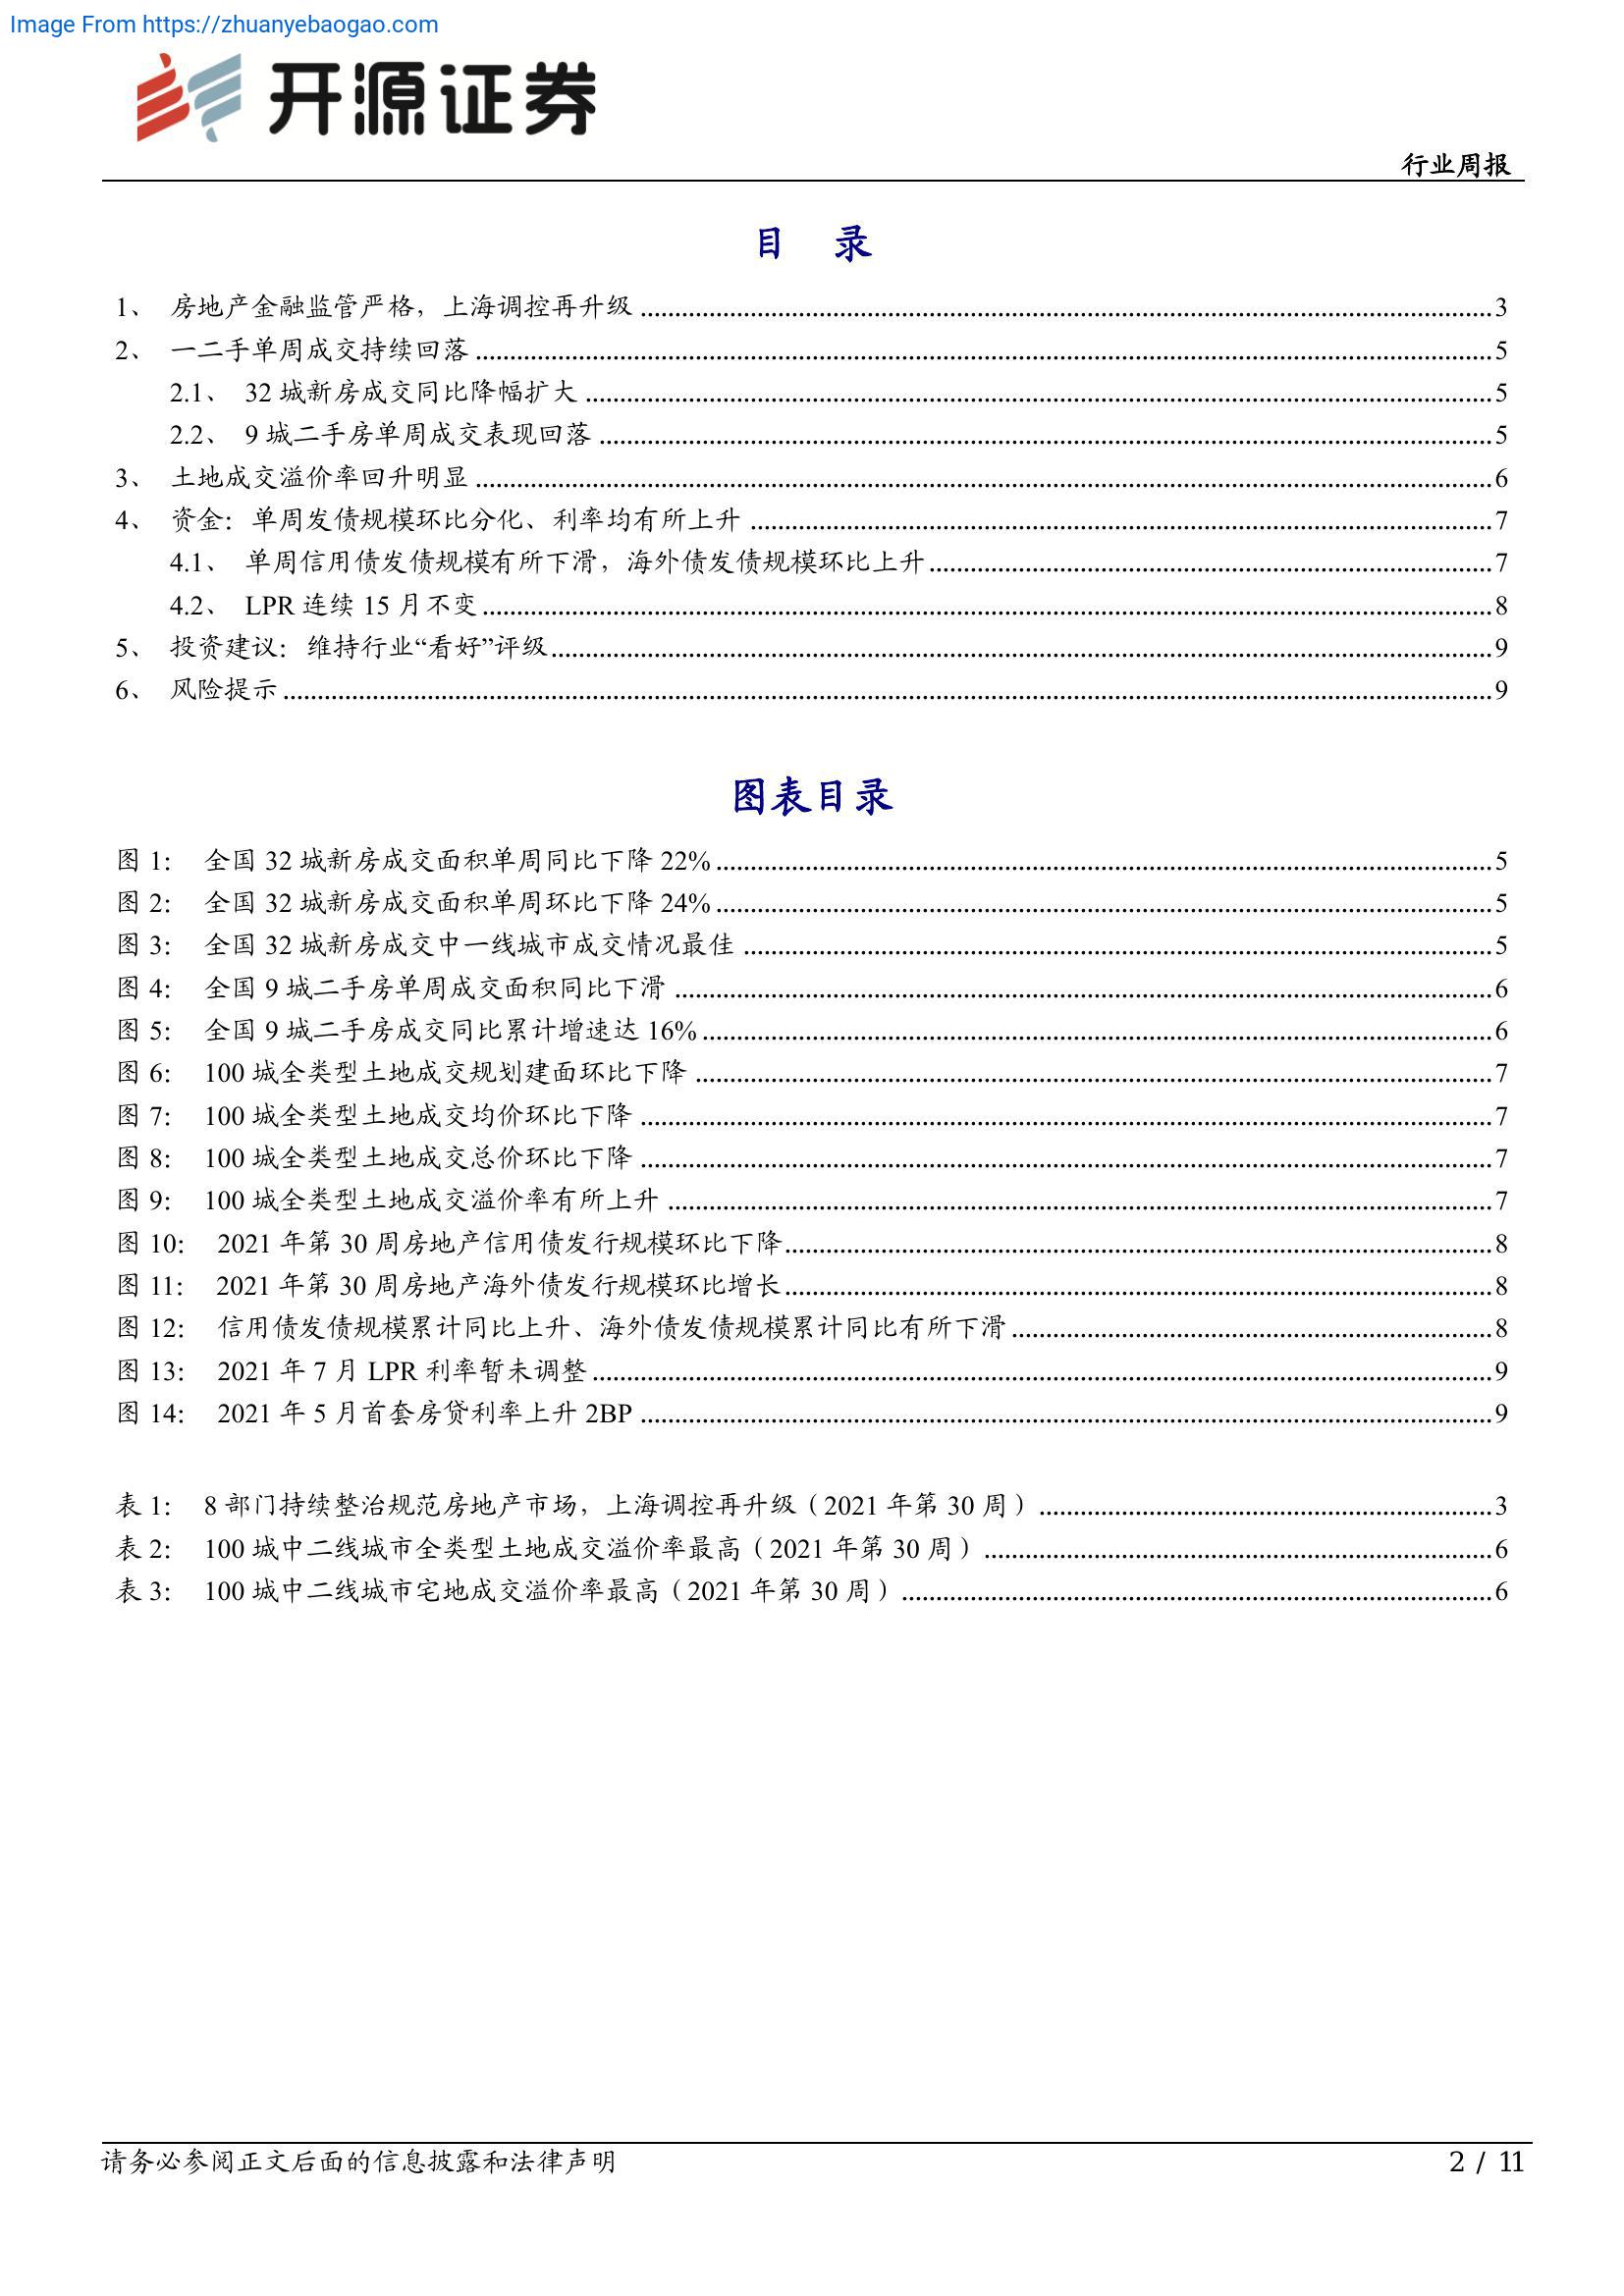 Image From https://zhuanyebaogao.com
开源证券
行业周报
目 录
1、 房地产金融监管严格，上海调控再升级 ........ 3
2、 一二手单周成交持续回落 ........ 5
2.1、 32 城新房成交同比降幅扩大 ........ 5
2.2、 9 城二手房单周成交表现回落 ........ 5
3、 土地成交溢价率回升明显 ........ 6
4、 资金：单周发债规模环比分化、利率均有所上升 ........ 7
4.1、 单周信用债发债规模有所下滑，海外债发债规模环比上升 ........ 7
4.2、 LPR 连续 15 月不变 ........ 8
5、 投资建议：维持行业“看好”评级 ........ 9
6、 风险提示 ........ 9
图表目录
图 1： 全国 32 城新房成交面积单周同比下降 22% ........ 5
图 2： 全国 32 城新房成交面积单周环比下降 24% ........ 5
图 3： 全国 32 城新房成交中一线城市成交情况最佳 ........ 5
图 4： 全国 9 城二手房单周成交面积同比下滑 ........ 6
图 5： 全国 9 城二手房成交同比累计增速达 16% ........ 6
图 6： 100 城全类型土地成交规划建面环比下降 ........ 7
图 7： 100 城全类型土地成交均价环比下降 ........ 7
图 8： 100 城全类型土地成交总价环比下降 ........ 7
图 9： 100 城全类型土地成交溢价率有所上升 ........ 7
图 10： 2021 年第 30 周房地产信用债发行规模环比下降 ........ 8
图 11： 2021 年第 30 周房地产海外债发行规模环比增长 ........ 8
图 12： 信用债发债规模累计同比上升、海外债发债规模累计同比有所下滑 ........ 8
图 13： 2021 年 7 月 LPR 利率暂未调整 ........ 9
图 14： 2021 年 5 月首套房贷利率上升 2BP ........ 9
表 1： 8 部门持续整治规范房地产市场，上海调控再升级（2021 年第 30 周） ........ 3
表 2： 100 城中二线城市全类型土地成交溢价率最高（2021 年第 30 周） ........ 6
表 3： 100 城中二线城市宅地成交溢价率最高（2021 年第 30 周） ........ 6
请务必参阅正文后面的信息披露和法律声明
2 / 11